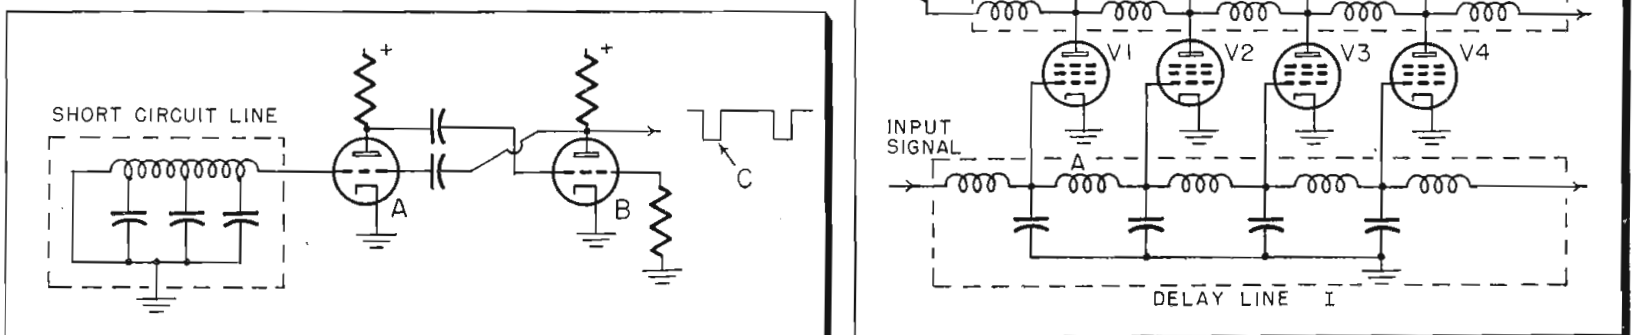 SHORT CIRCUIT LINE
+
+
A
B
C
V1
V2
V3
V4
INPUT
SIGNAL
A
DELAY LINE I